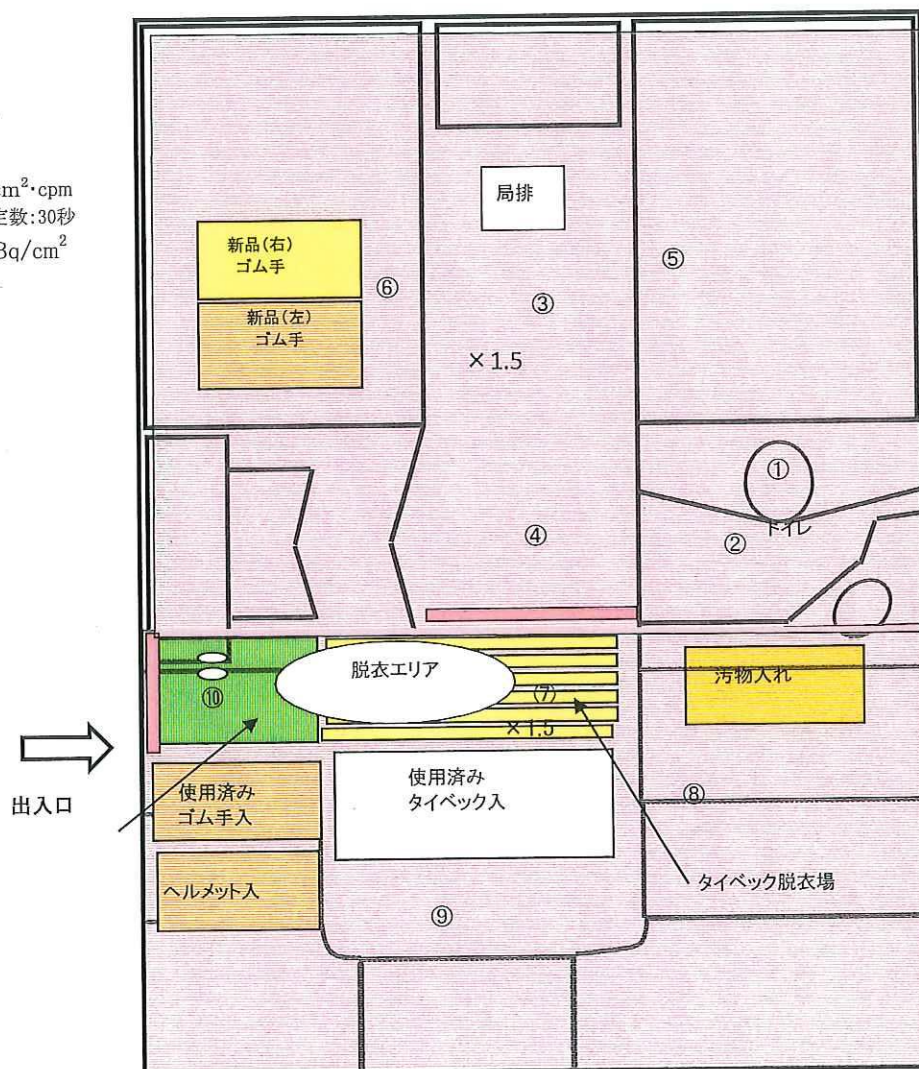 m²・cpm
定数:30秒
Bq/cm²
局排
新品(右)
ゴム手
⑤
⑥
新品(左)
ゴム手
③
×1.5
①
④
②
トイレ
脱衣エリア
汚物入れ
⑩
(7)
×1.5
出入口
使用済み
ゴム手入
使用済み
タイベック入
⑧
ヘルメット入
タイベック脱衣場
⑨